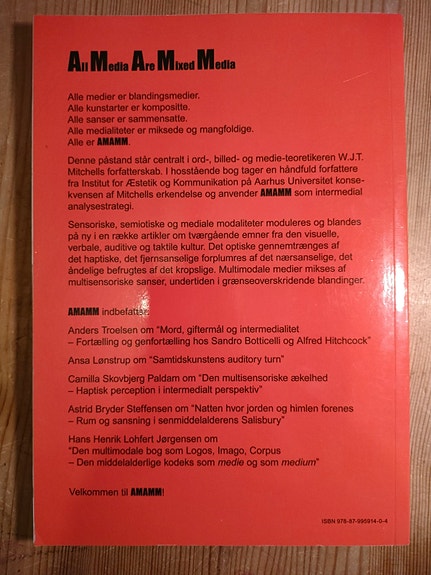 All Media Are Mixed Media
Alle medier er blandingsmedier.
Alle kunstarter er kompositte.
Alle sanser er sammensatte.
Alle medialiteter er miksede og mangfoldige.
Alle er AMAMM.
Denne påstand står centralt i ord-, billed- og medie-teoretikeren W.J.T.
Mitchells forfatterskab. I hosstående bog tager en håndfuld forfattere
fra Institut for Æstetik og Kommunikation på Aarhus Universitet konse-
kvensen af Mitchells erkendelse og anvender AMAMM som intermedial
analysestrategi.
Sensoriske, semiotiske og mediale modaliteter moduleres og blandes
på ny i en række artikler om tværgående emner fra den visuelle,
verbale, auditive og taktile kultur. Det optiske gennemtrænges af
det haptiske, det fjernsanselige forplumres af det nærsanselige, det
åndelige befrugtes af det kropslige. Multimodale medier mikses af
multisensoriske sanser, undertiden i grænseoverskridende blandinger.
AMAMM indbefatter:
Anders Troelsen om "Mord, giftermål og intermedialitet
– Fortælling og genfortælling hos Sandro Botticelli og Alfred Hitchcock"
Ansa Lønstrup om "Samtidskunstens auditory turn"
Camilla Skovbjerg Paldam om "Den multisensoriske ækelhed
– Haptisk perception i intermedialt perspektiv"
Astrid Bryder Steffensen om "Natten hvor jorden og himlen forenes
– Rum og sansning i senmiddelalderens Salisbury"
Hans Henrik Lohfert Jørgensen om
"Den multimodale bog som Logos, Imago, Corpus
– Den middelalderlige kodeks som medie og som medium"
Velkommen til AMAMM!
ISBN 978-87-995914-0-4